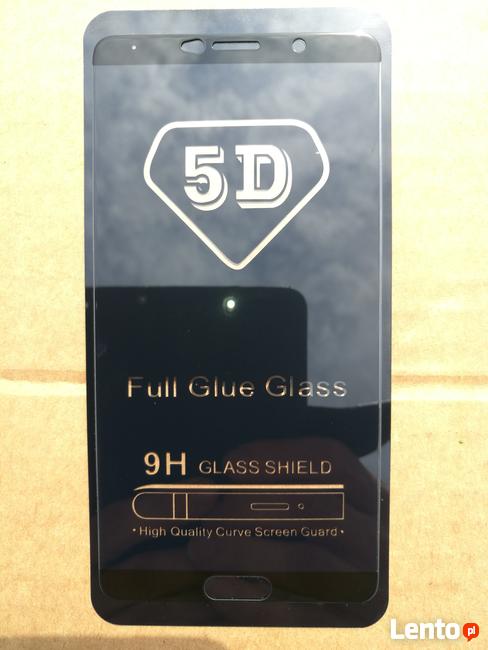 5D
Full Glue Glass
9H GLASS SHIELD
•High Quality Curve Screen Guard•
Lento pl